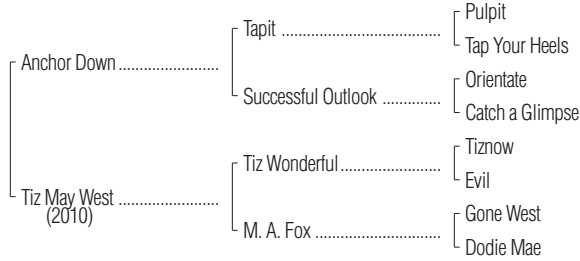 Pulpit
Tapit ........................
Tap Your Heels
Anchor Down ............................
Orientate
Successful Outlook ................
Catch a Glimpse
Tiznow
Tiz Wonderful ............................
Evil
Tiz May West ............................
(2010)
Gone West
M. A. Fox ...................................
Dodie Mae